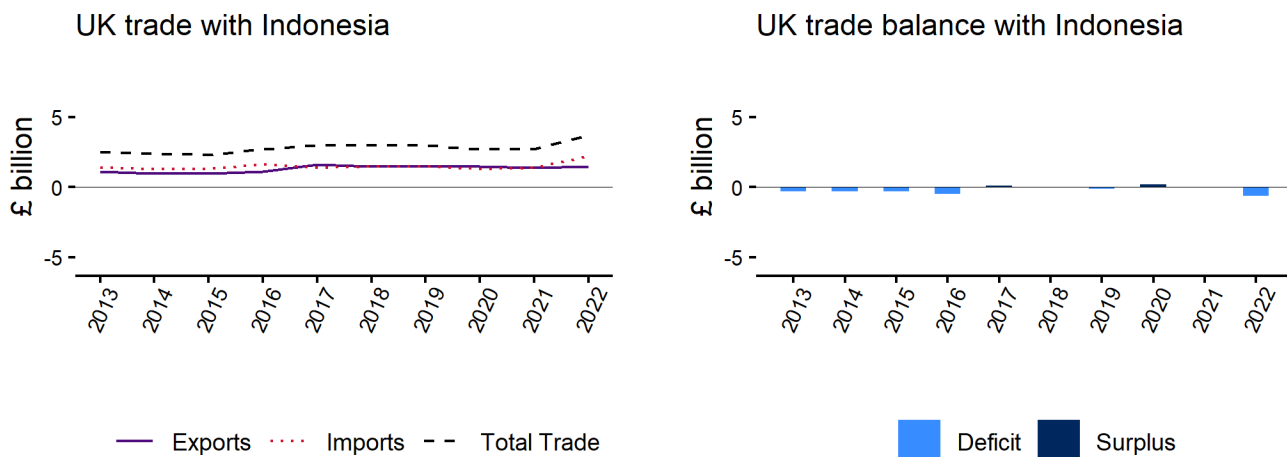 UK trade with Indonesia
£ billion
5
0
-5
2013 2014 2015 2016 2017 2018 2019 2020 2021 2022
Exports Imports Total Trade
UK trade balance with Indonesia
£ billion
5
0
-5
2013 2014 2015 2016 2017 2018 2019 2020 2021 2022
Deficit Surplus